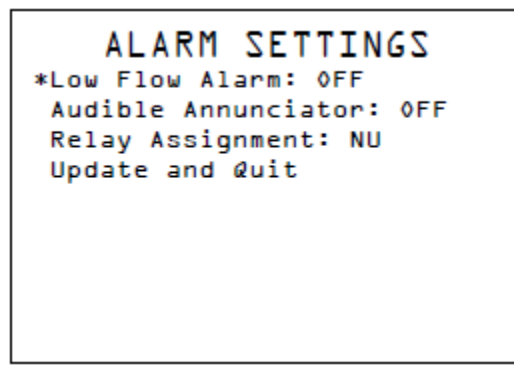 ALARM SETTINGS
*Low Flow Alarm: OFF
Audible Annunciator: OFF
Relay Assignment: NU
Update and Quit